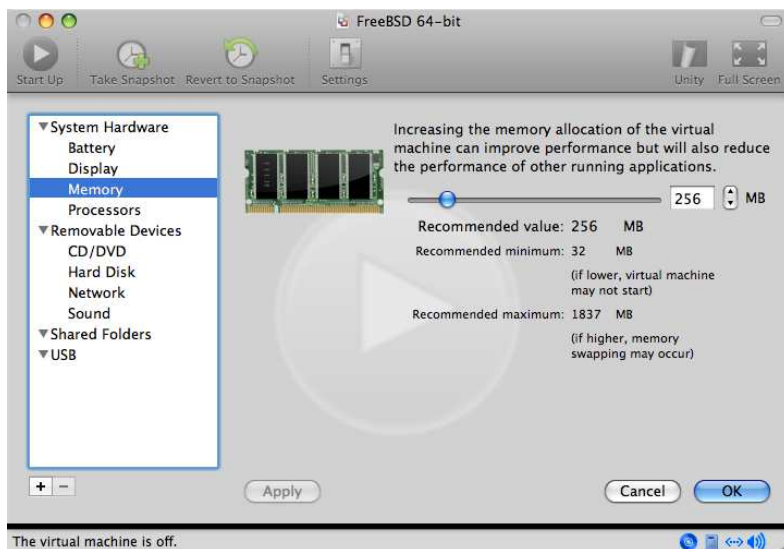 FreeBSD 64-bit
Start Up
Take Snapshot
Revert to Snapshot
Settings
Unity
Full Screen
System Hardware
Battery
Display
Memory
Processors
Removable Devices
CD/DVD
Hard Disk
Network
Sound
Shared Folders
USB
Increasing the memory allocation of the virtual
machine can improve performance but will also reduce
the performance of other running applications.
256 MB
Recommended value: 256 MB
Recommended minimum: 32 MB
(if lower, virtual machine
may not start)
Recommended maximum: 1837 MB
(if higher, memory
swapping may occur)
Apply
Cancel
OK
The virtual machine is off.